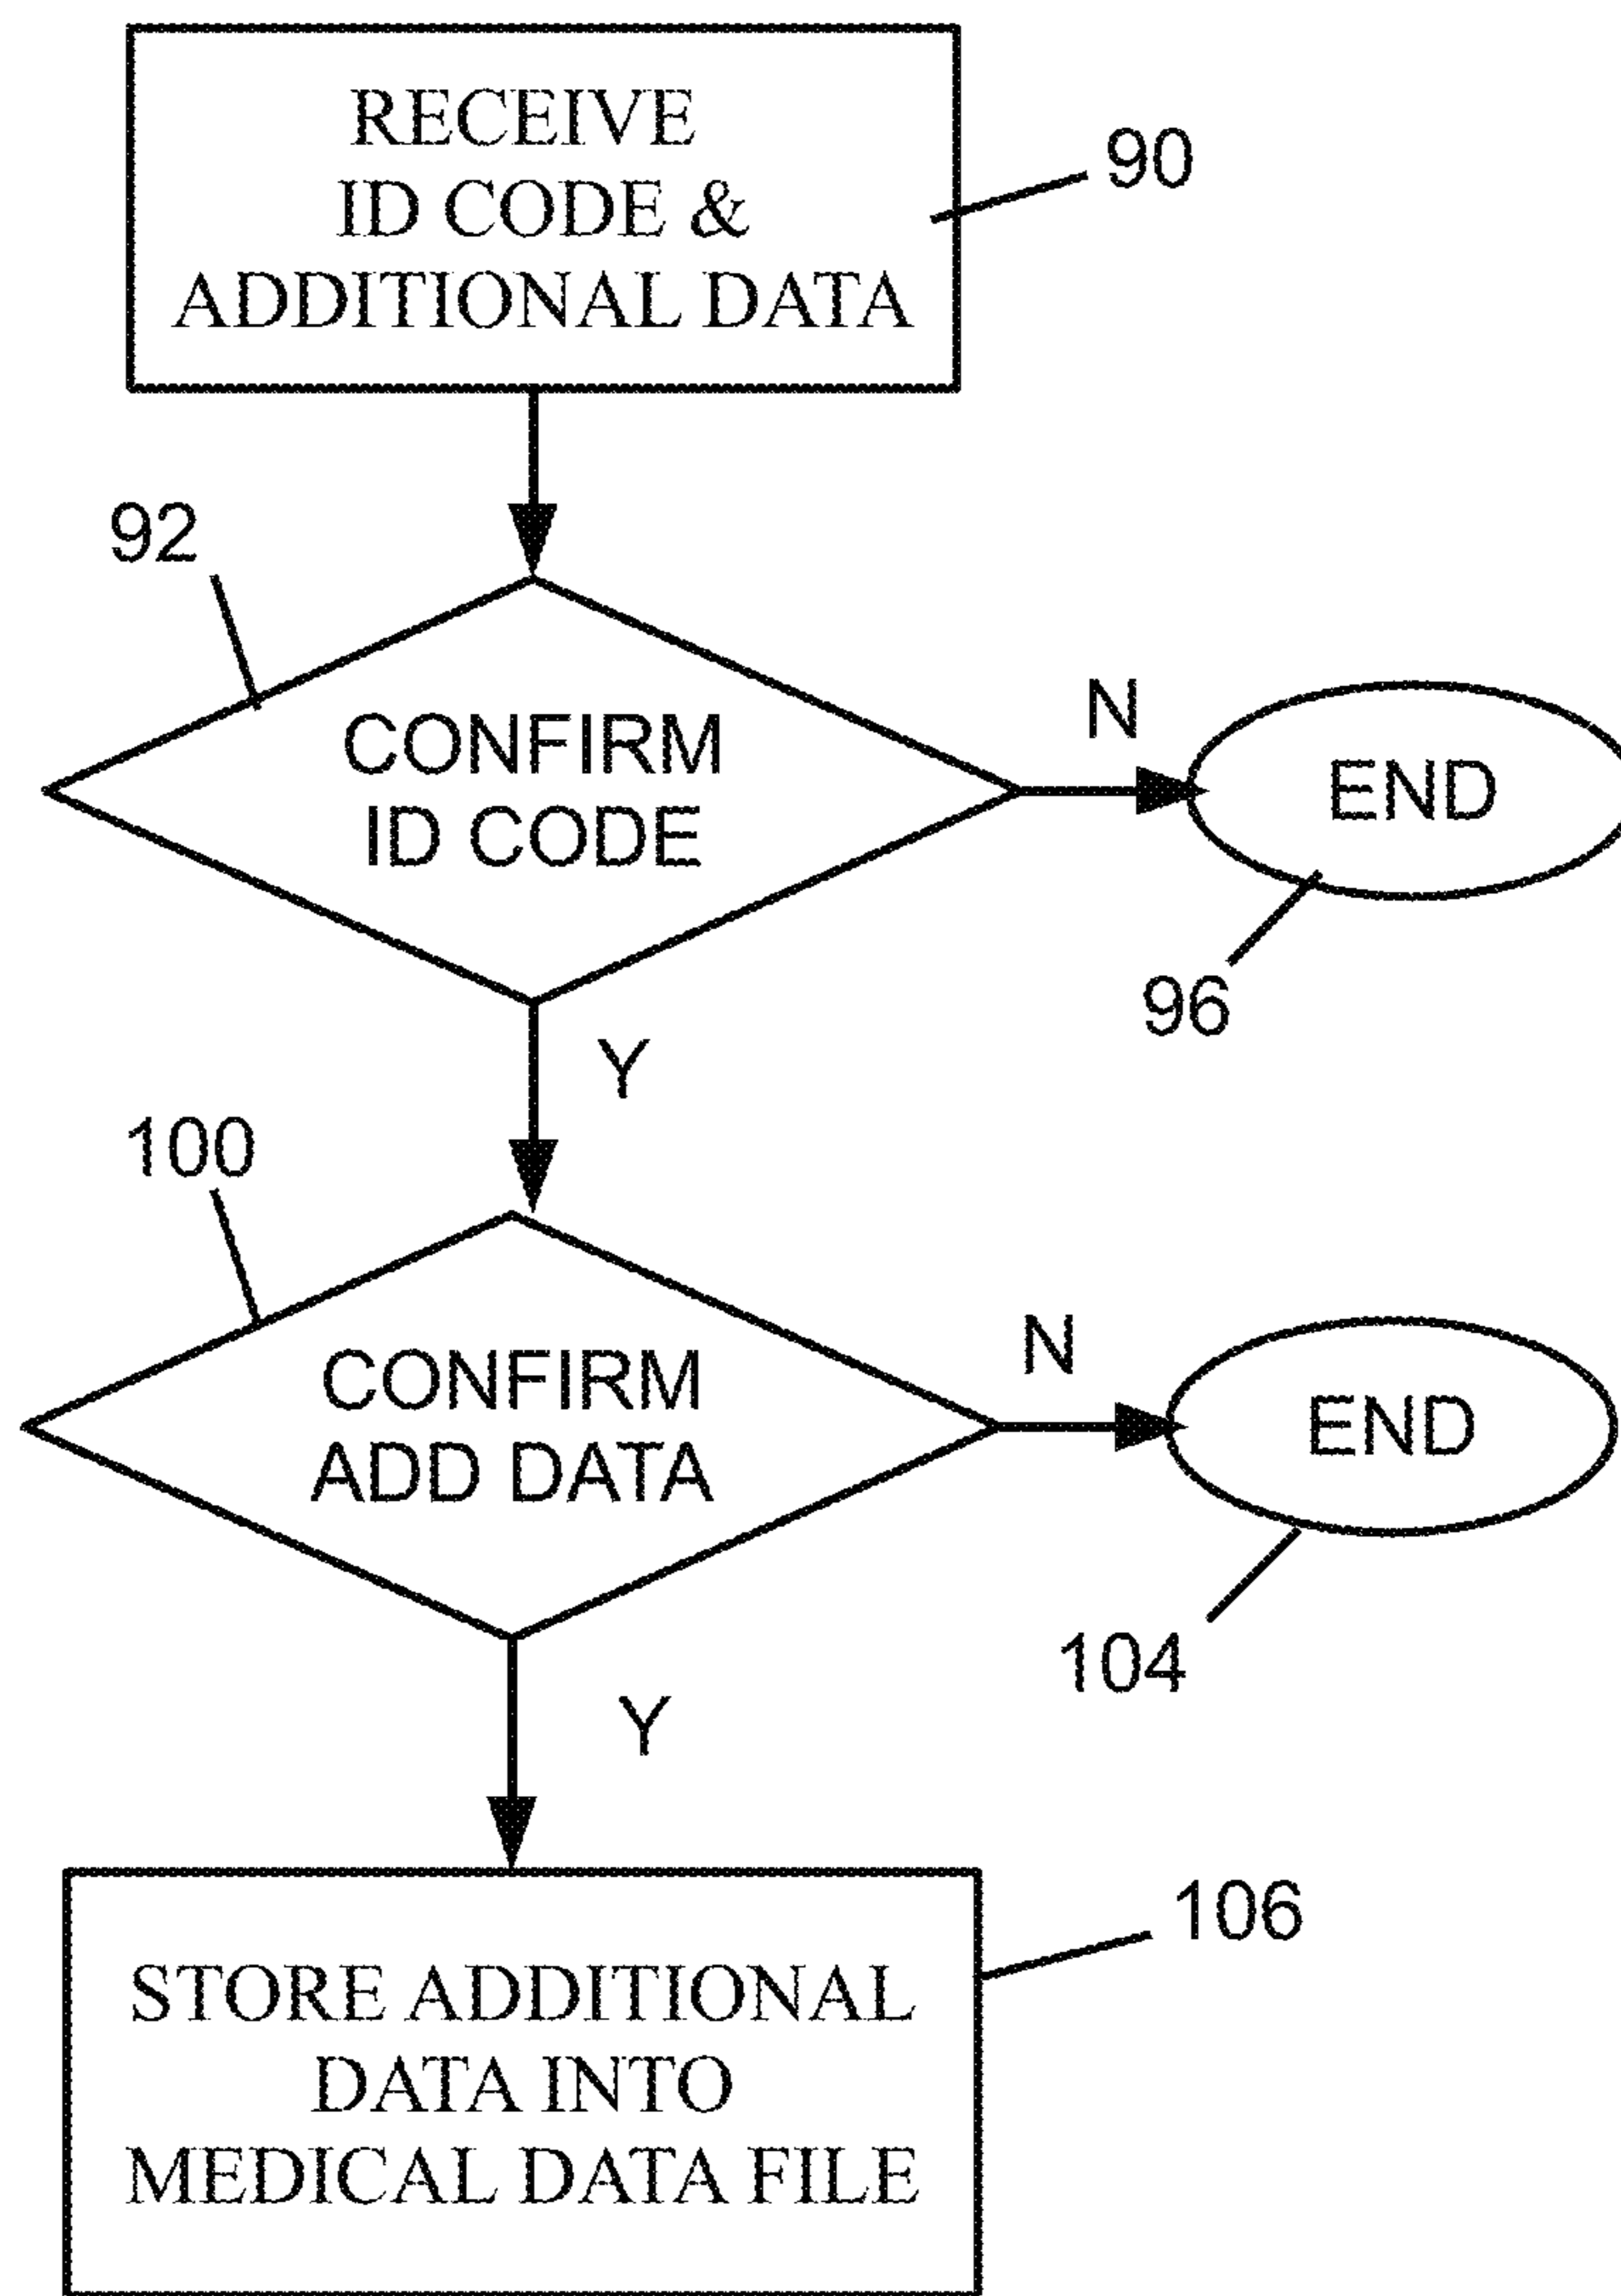 RECEIVE
ID CODE &
ADDITIONAL DATA
90
92
CONFIRM
ID CODE
N
END
96
Y
100
CONFIRM
ADD DATA
N
END
104
Y
106
STORE ADDITIONAL
DATA INTO
MEDICAL DATA FILE